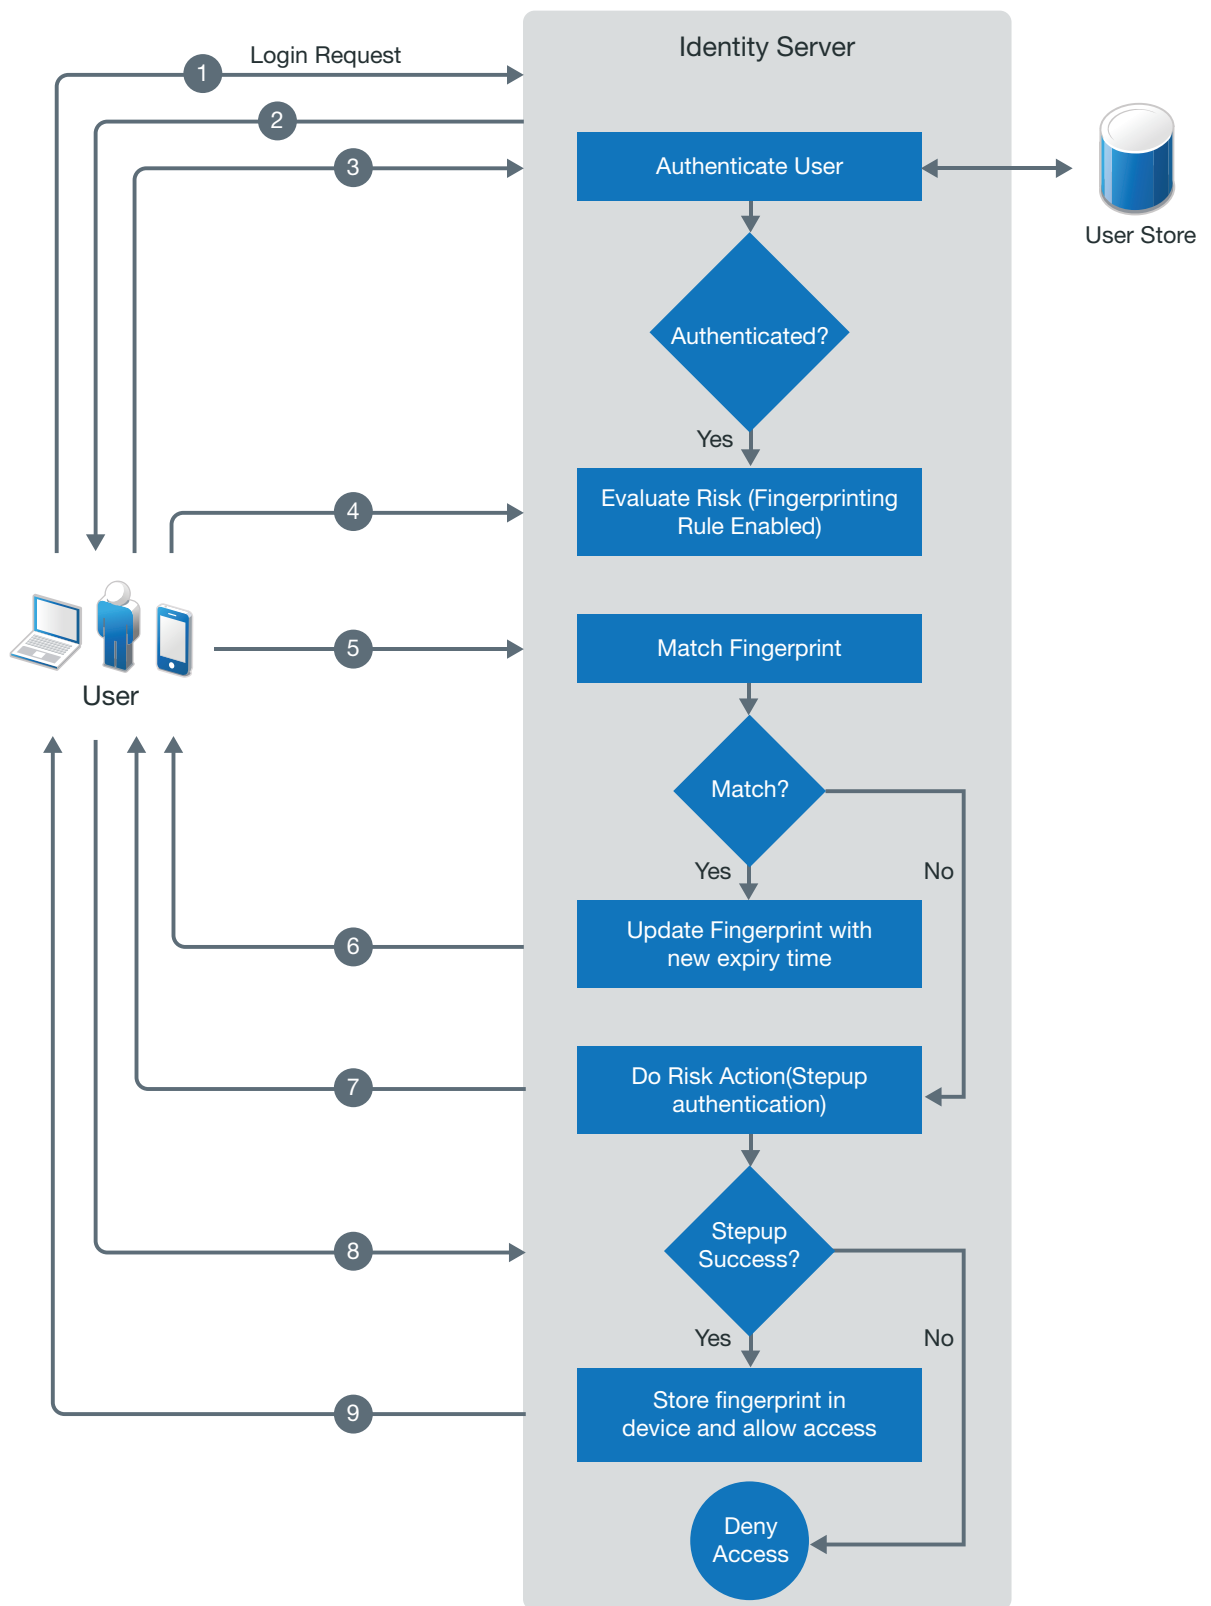 Identity Server
Login Request
1
2
3
Authenticate User
User Store
Authenticated?
Yes
4
Evaluate Risk (Fingerprinting
Rule Enabled)
5
Match Fingerprint
User
Match?
Yes
No
6
Update Fingerprint with
new expiry time
7
Do Risk Action(Stepup
authentication)
8
Stepup
Success?
Yes
No
9
Store fingerprint in
device and allow access
Deny
Access